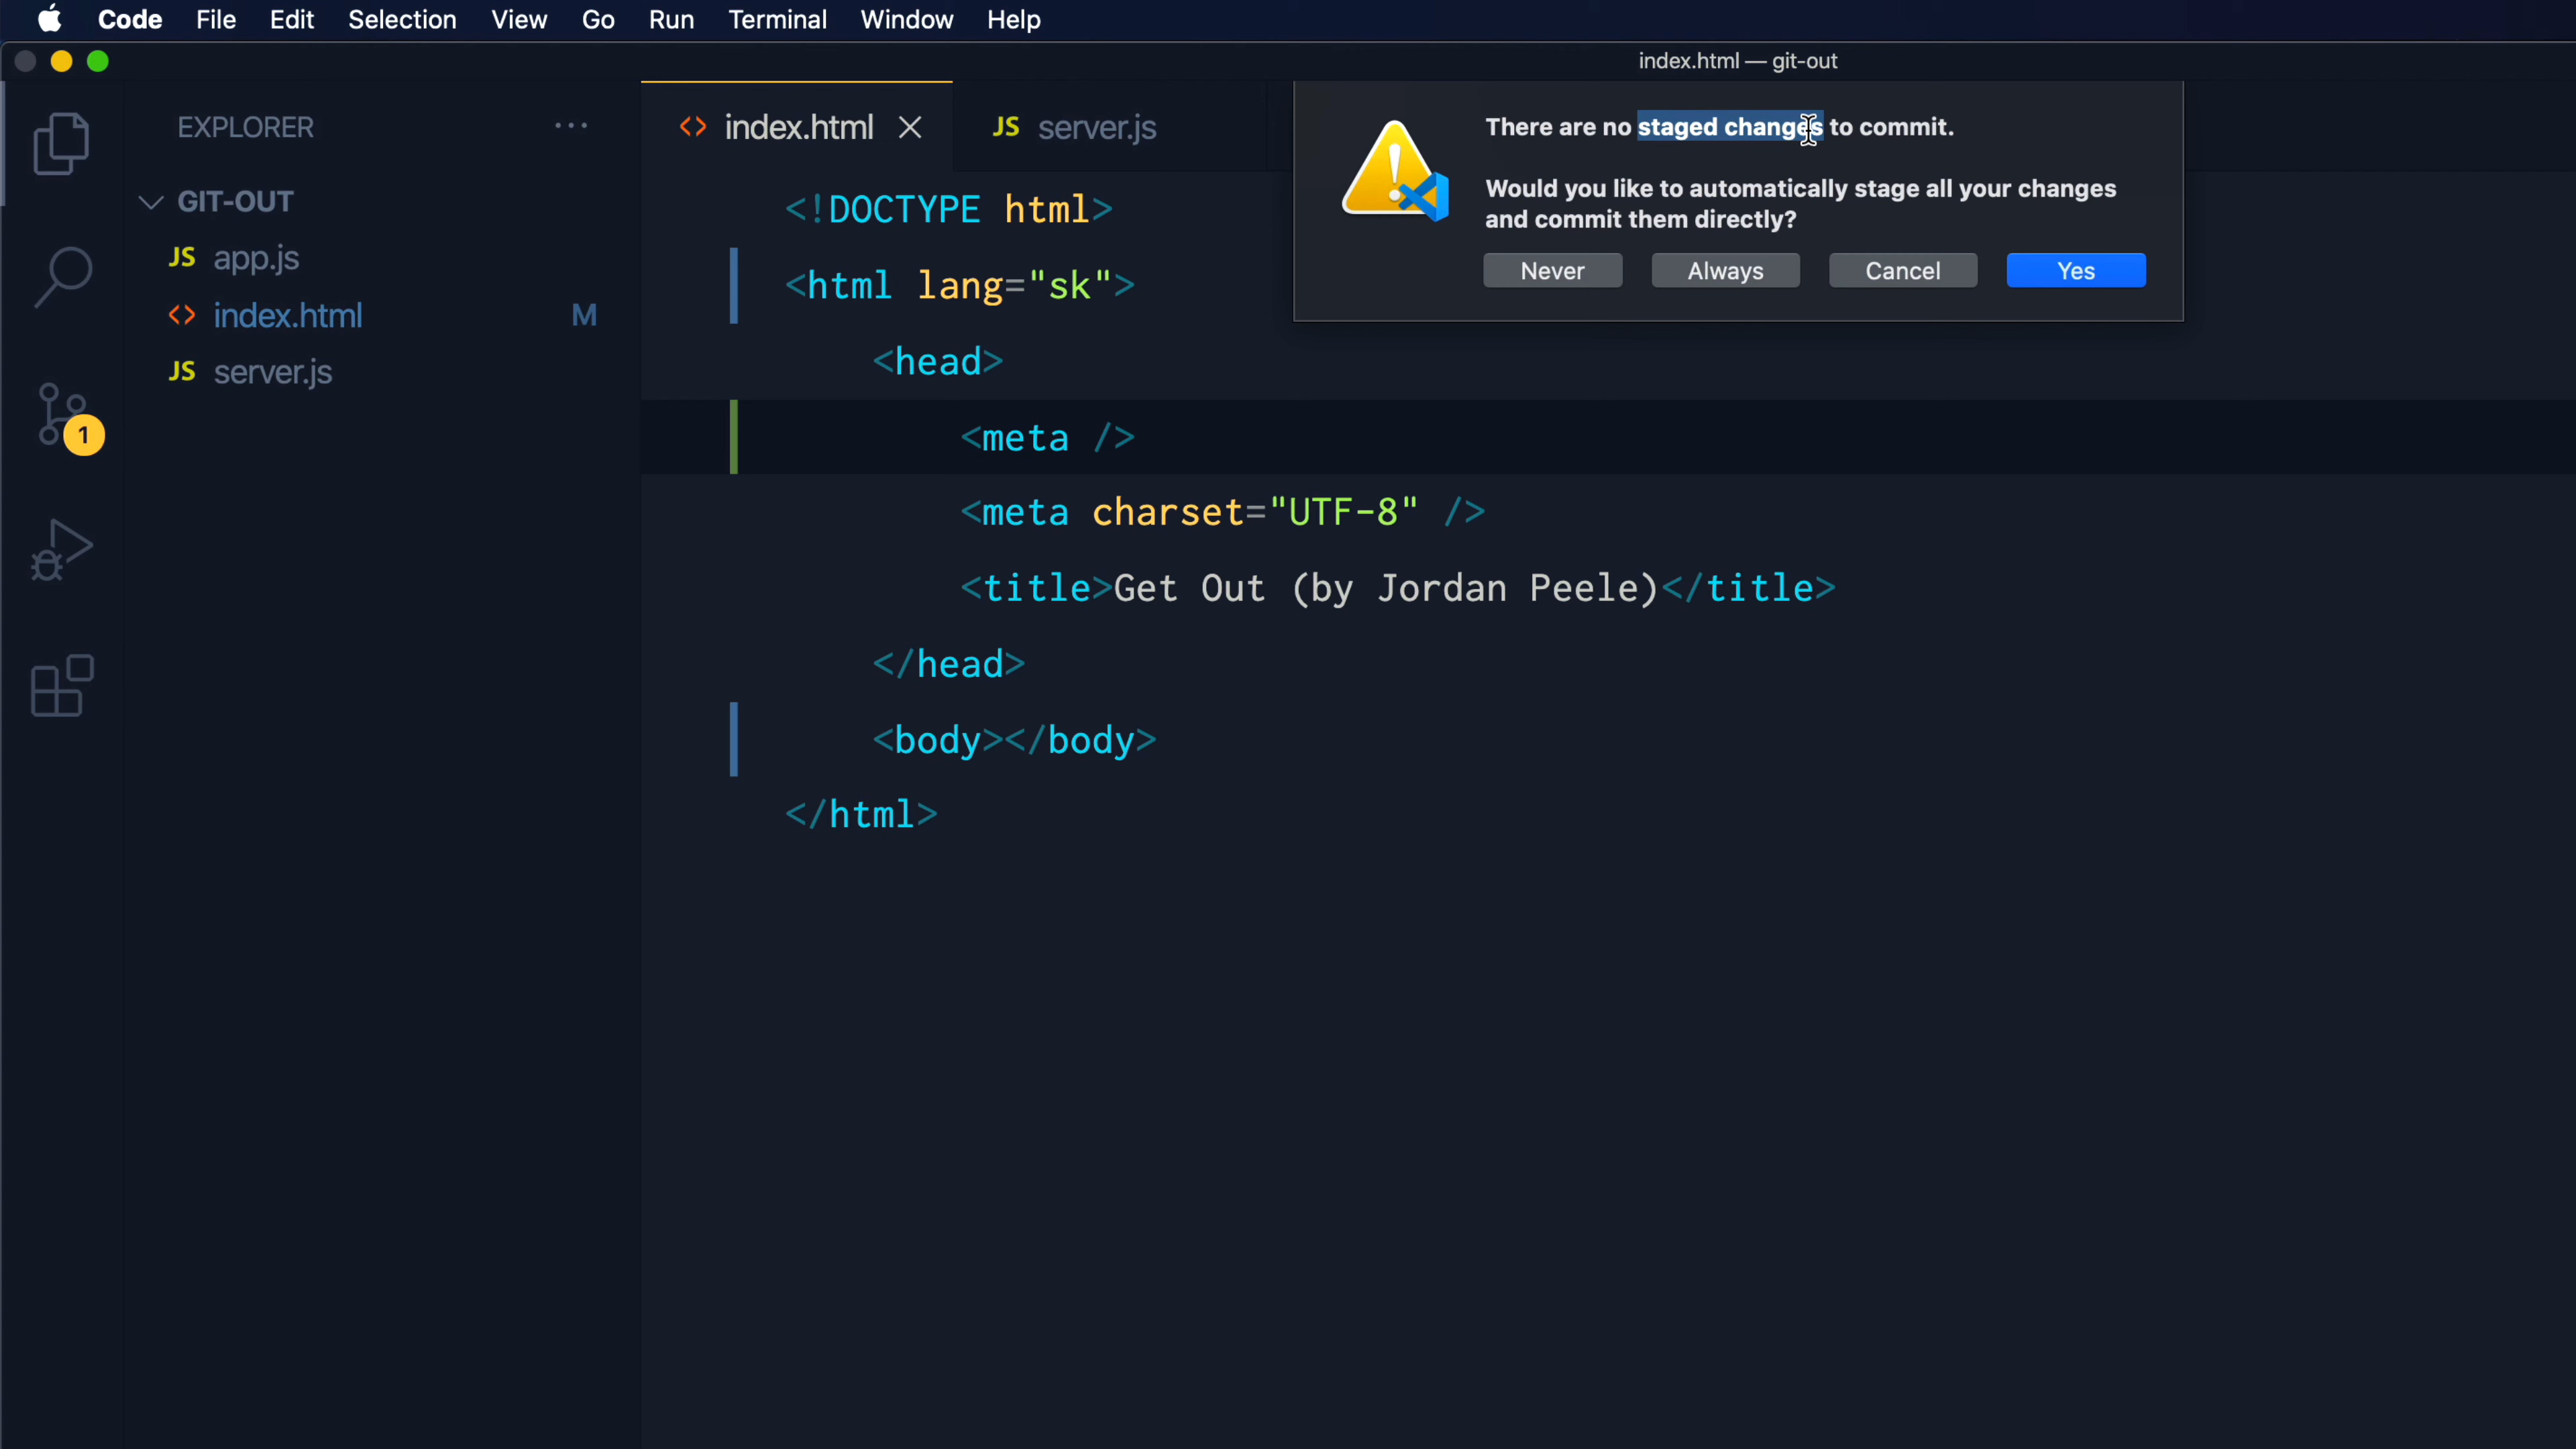 Code File Edit Selection View Go Run Terminal Window Help
index.html — git-out
EXPLORER
GIT-OUT
JS app.js
index.html M
JS server.js
1
index.html
JS server.js
There are no staged changes to commit.
Would you like to automatically stage all your changes
and commit them directly?
Never Always Cancel Yes
<!DOCTYPE html>
<html lang="sk">
<head>
<meta />
<meta charset="UTF-8" />
<title>Get Out (by Jordan Peele)</title>
</head>
<body></body>
</html>